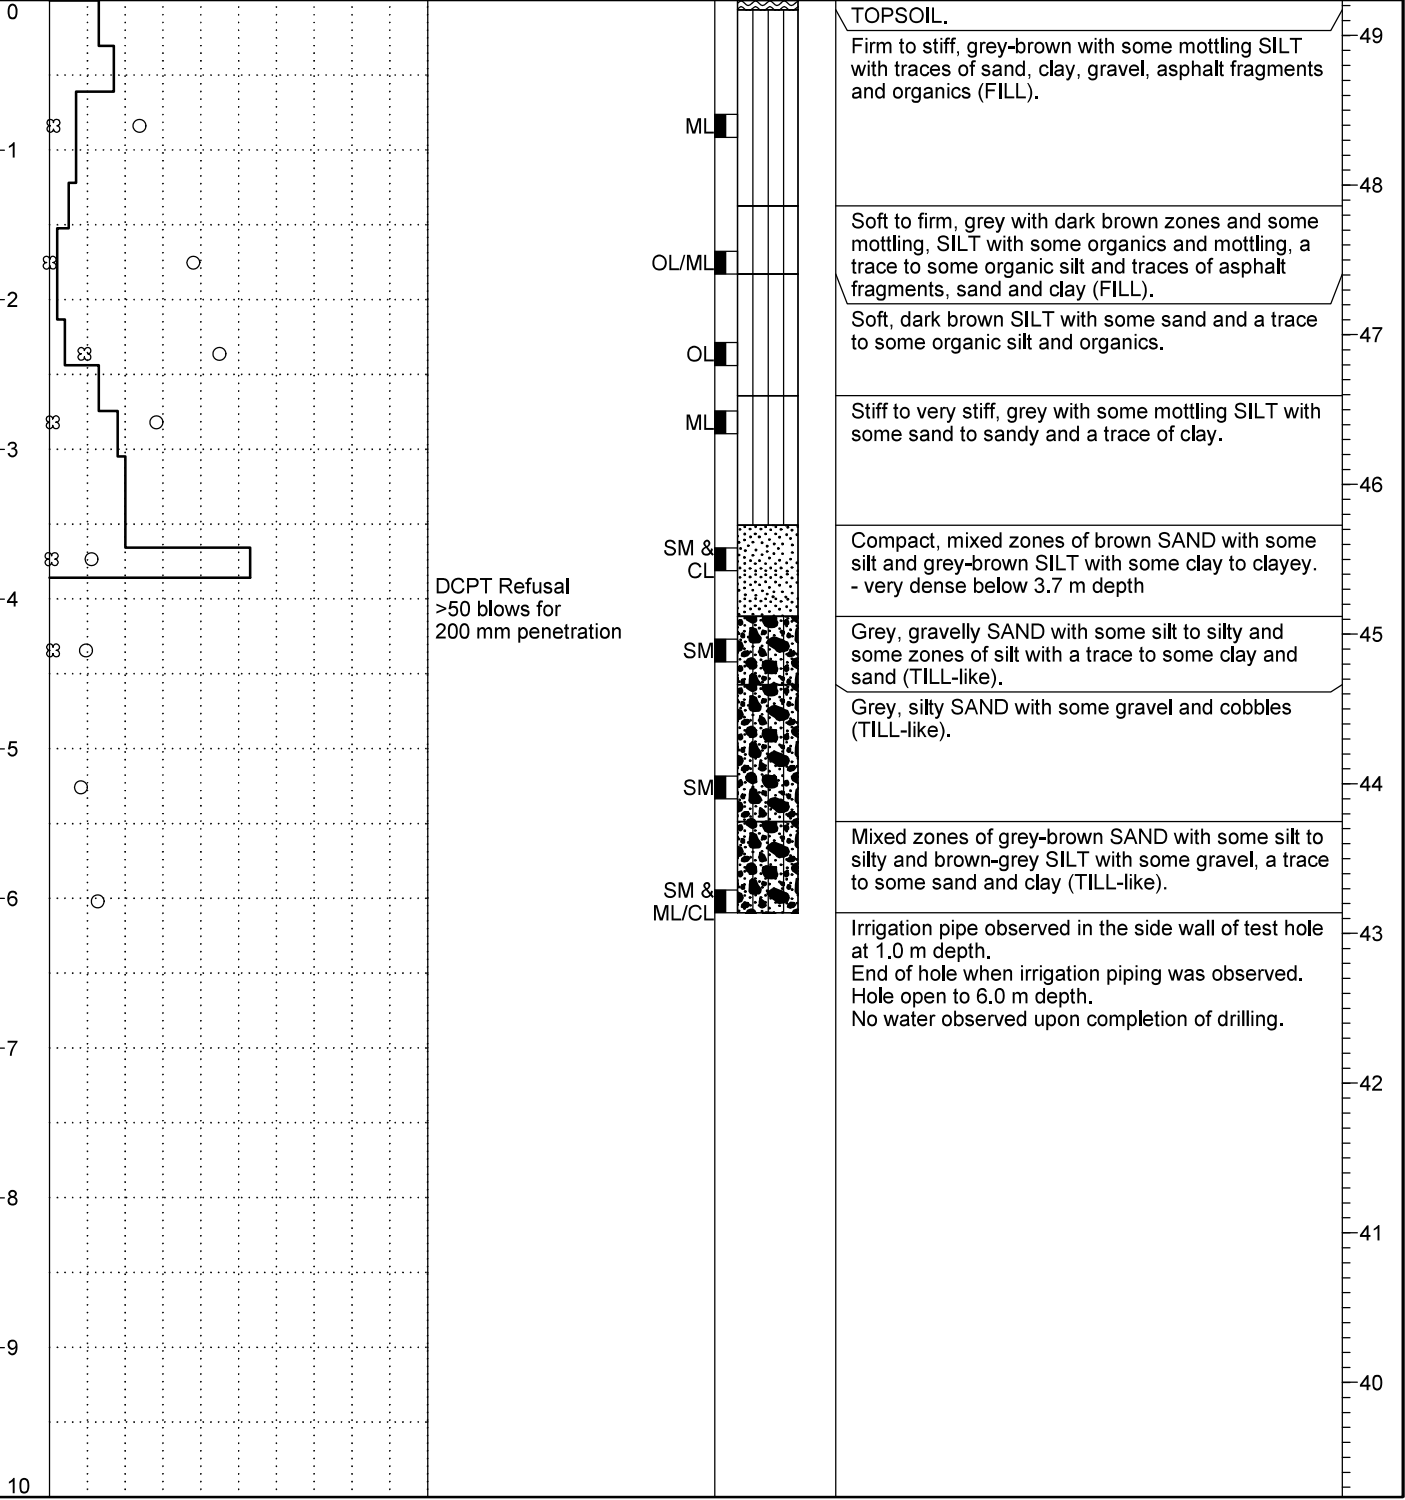 0
1
2
3
4
5
6
7
8
9
10
DCPT Refusal
>50 blows for
200 mm penetration
ML
OL/ML
OL
ML
SM &
CL
SM
SM
SM &
ML/CL
TOPSOIL.
Firm to stiff, grey-brown with some mottling SILT
with traces of sand, clay, gravel, asphalt fragments
and organics (FILL).
Soft to firm, grey with dark brown zones and some
mottling, SILT with some organics and mottling, a
trace to some organic silt and traces of asphalt
fragments, sand and clay (FILL).
Soft, dark brown SILT with some sand and a trace
to some organic silt and organics.
Stiff to very stiff, grey with some mottling SILT with
some sand to sandy and a trace of clay.
Compact, mixed zones of brown SAND with some
silt and grey-brown SILT with some clay to clayey.
- very dense below 3.7 m depth
Grey, gravelly SAND with some silt to silty and
some zones of silt with a trace to some clay and
sand (TILL-like).
Grey, silty SAND with some gravel and cobbles
(TILL-like).
Mixed zones of grey-brown SAND with some silt to
silty and brown-grey SILT with some gravel, a trace
to some sand and clay (TILL-like).
Irrigation pipe observed in the side wall of test hole
at 1.0 m depth.
End of hole when irrigation piping was observed.
Hole open to 6.0 m depth.
No water observed upon completion of drilling.
49
48
47
46
45
44
43
42
41
40